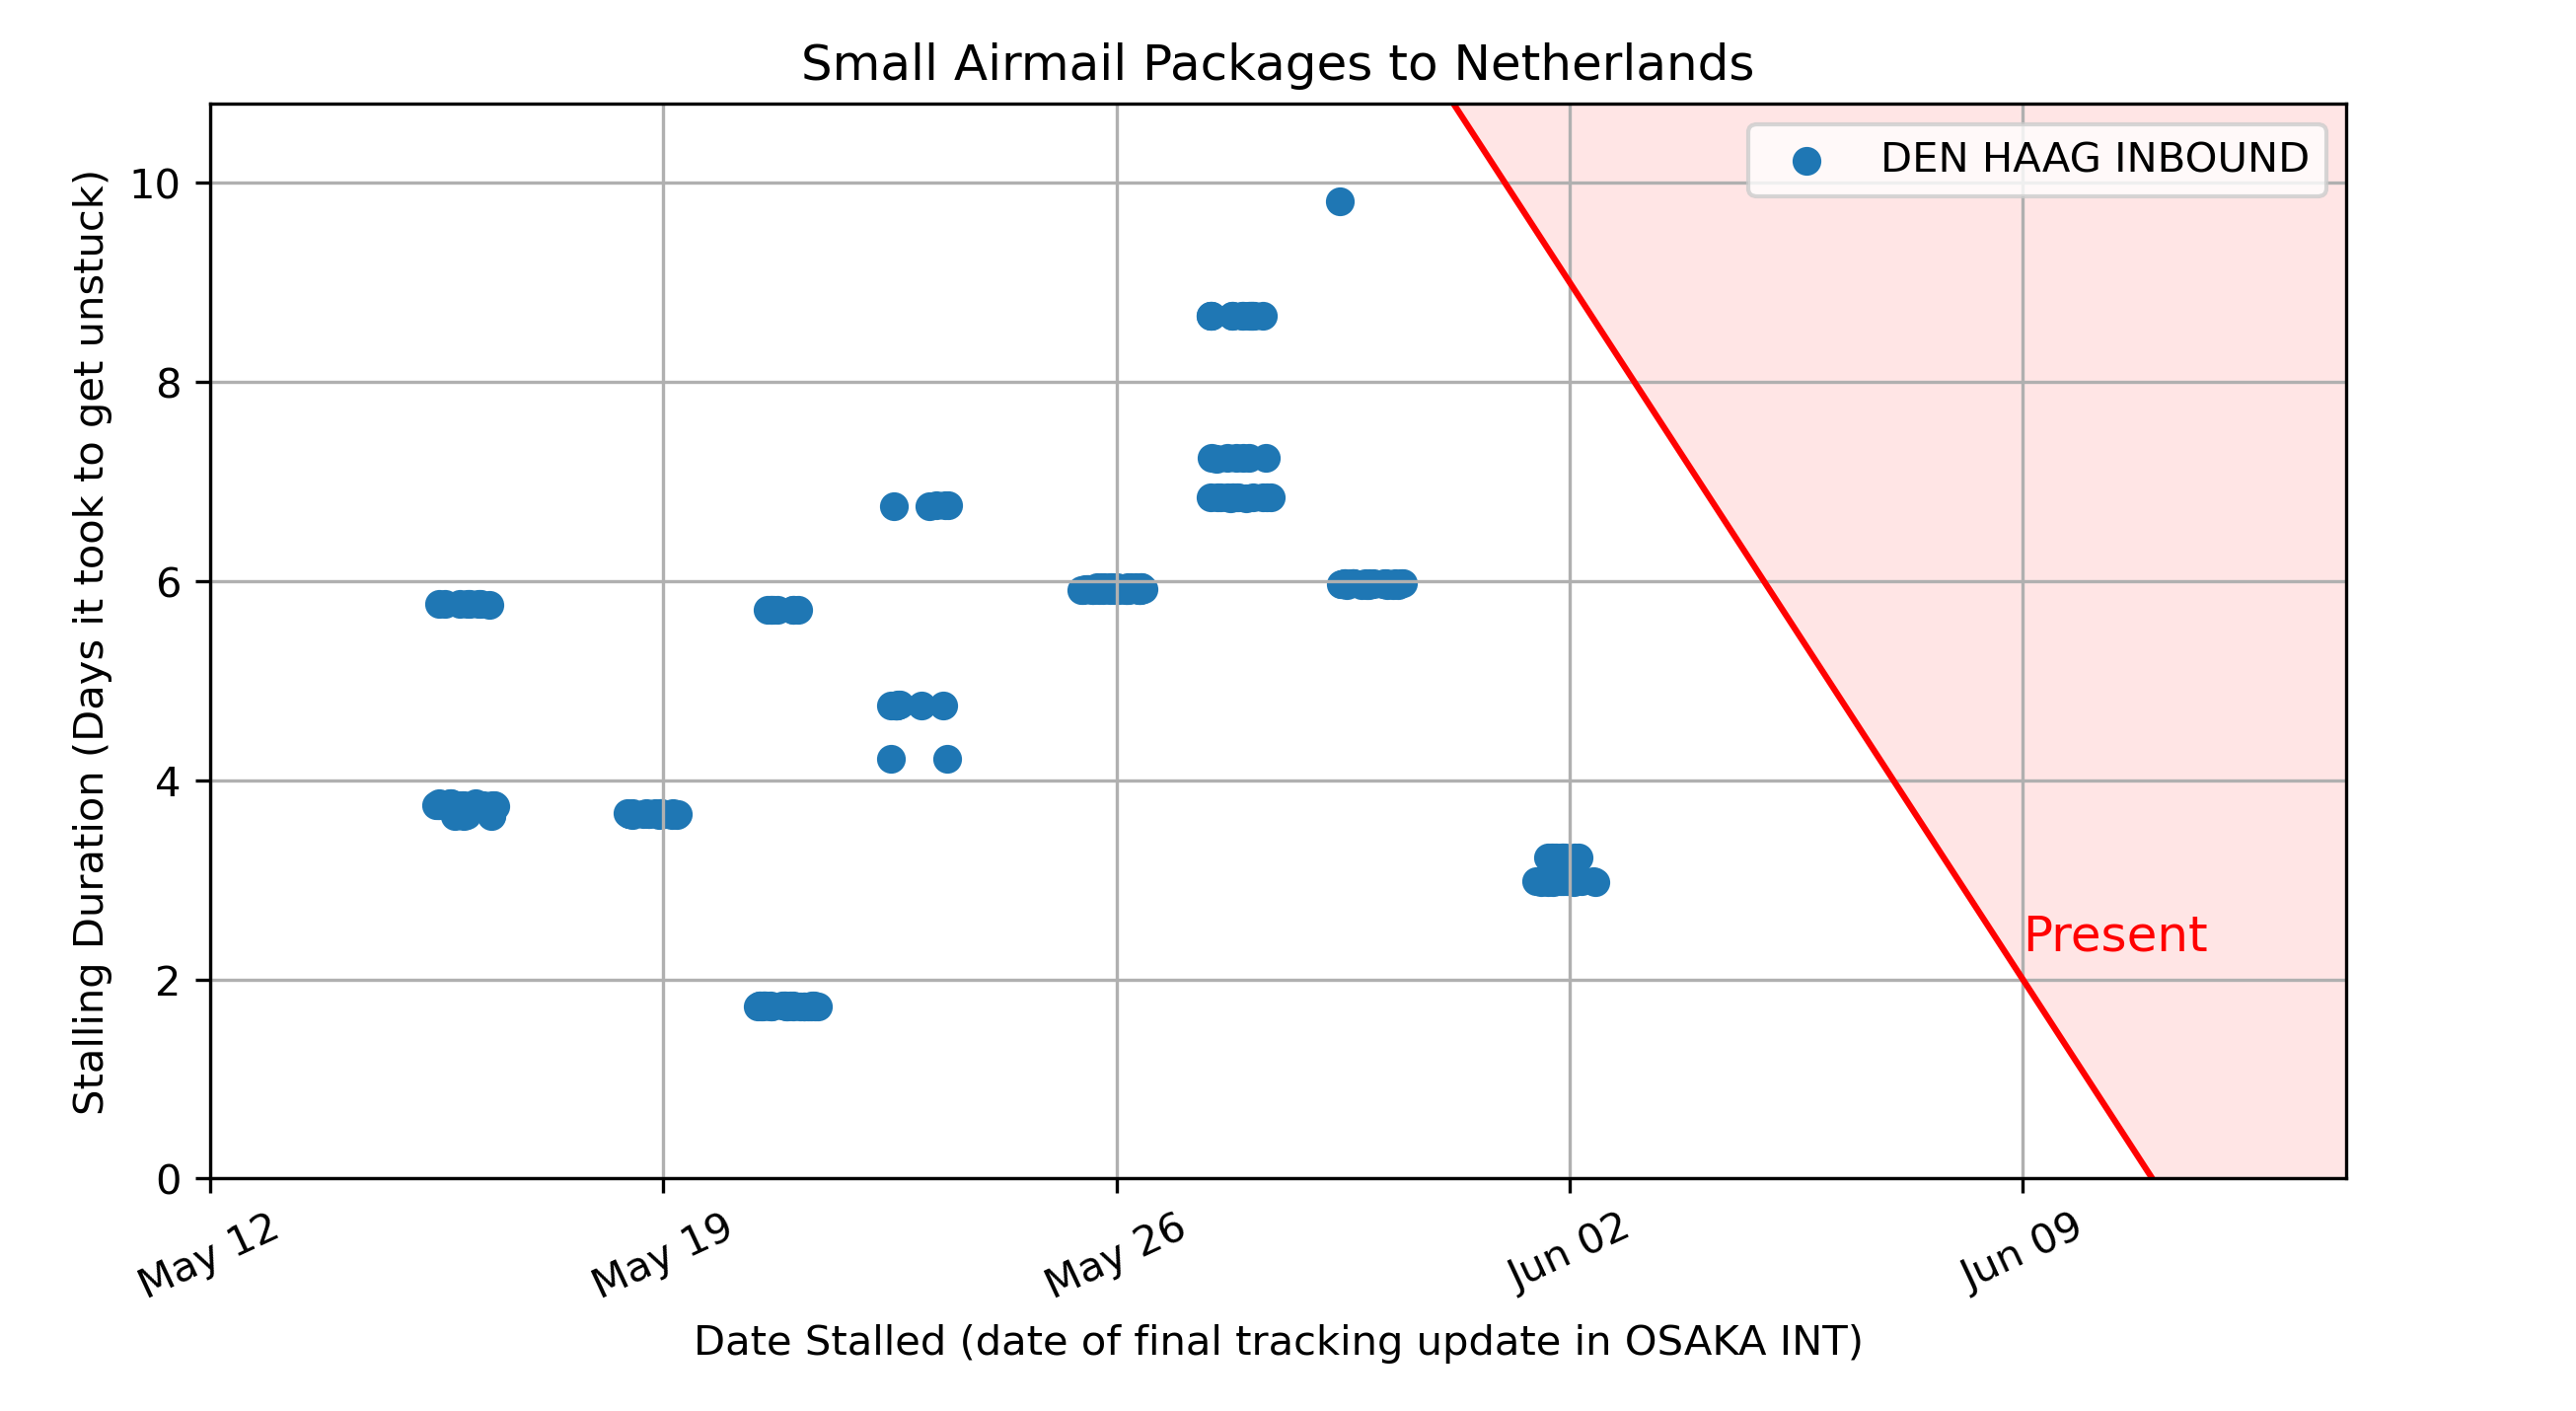 Small Airmail Packages to Netherlands
DEN HAAG INBOUND
Stalling Duration (Days it took to get unstuck)
10
8
6
4
2
0
Present
May 12
May 19
May 26
Jun 02
Jun 09
Date Stalled (date of final tracking update in OSAKA INT)